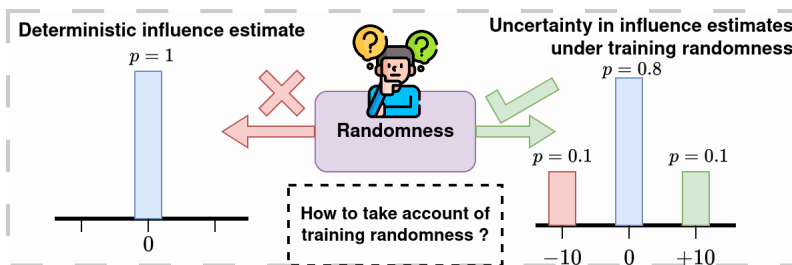 Deterministic influence estimate
p = 1
0
? ?
Randomness
How to take account of
training randomness ?
Uncertainty in influence estimates
under training randomness
p = 0.8
p = 0.1
p = 0.1
−10 0 +10